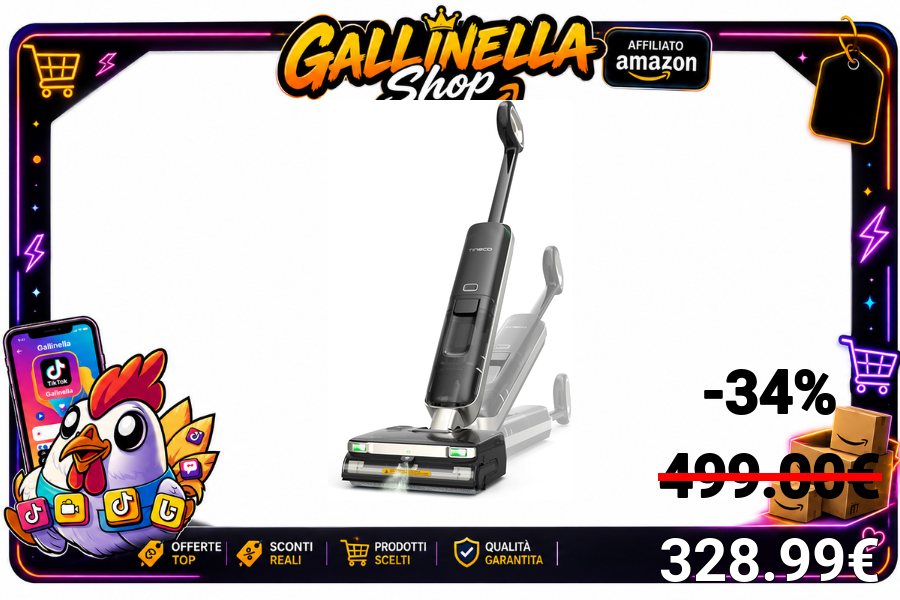 GALLINELLA
Shop
AFFILIATO
amazon
TINECO
Gallinella
TikTok
Gallinella
-34%
499.00€
328.99€
OFFERTE
TOP
SCONTI
REALI
PRODOTTI
SCELTI
QUALITÀ
GARANTITA